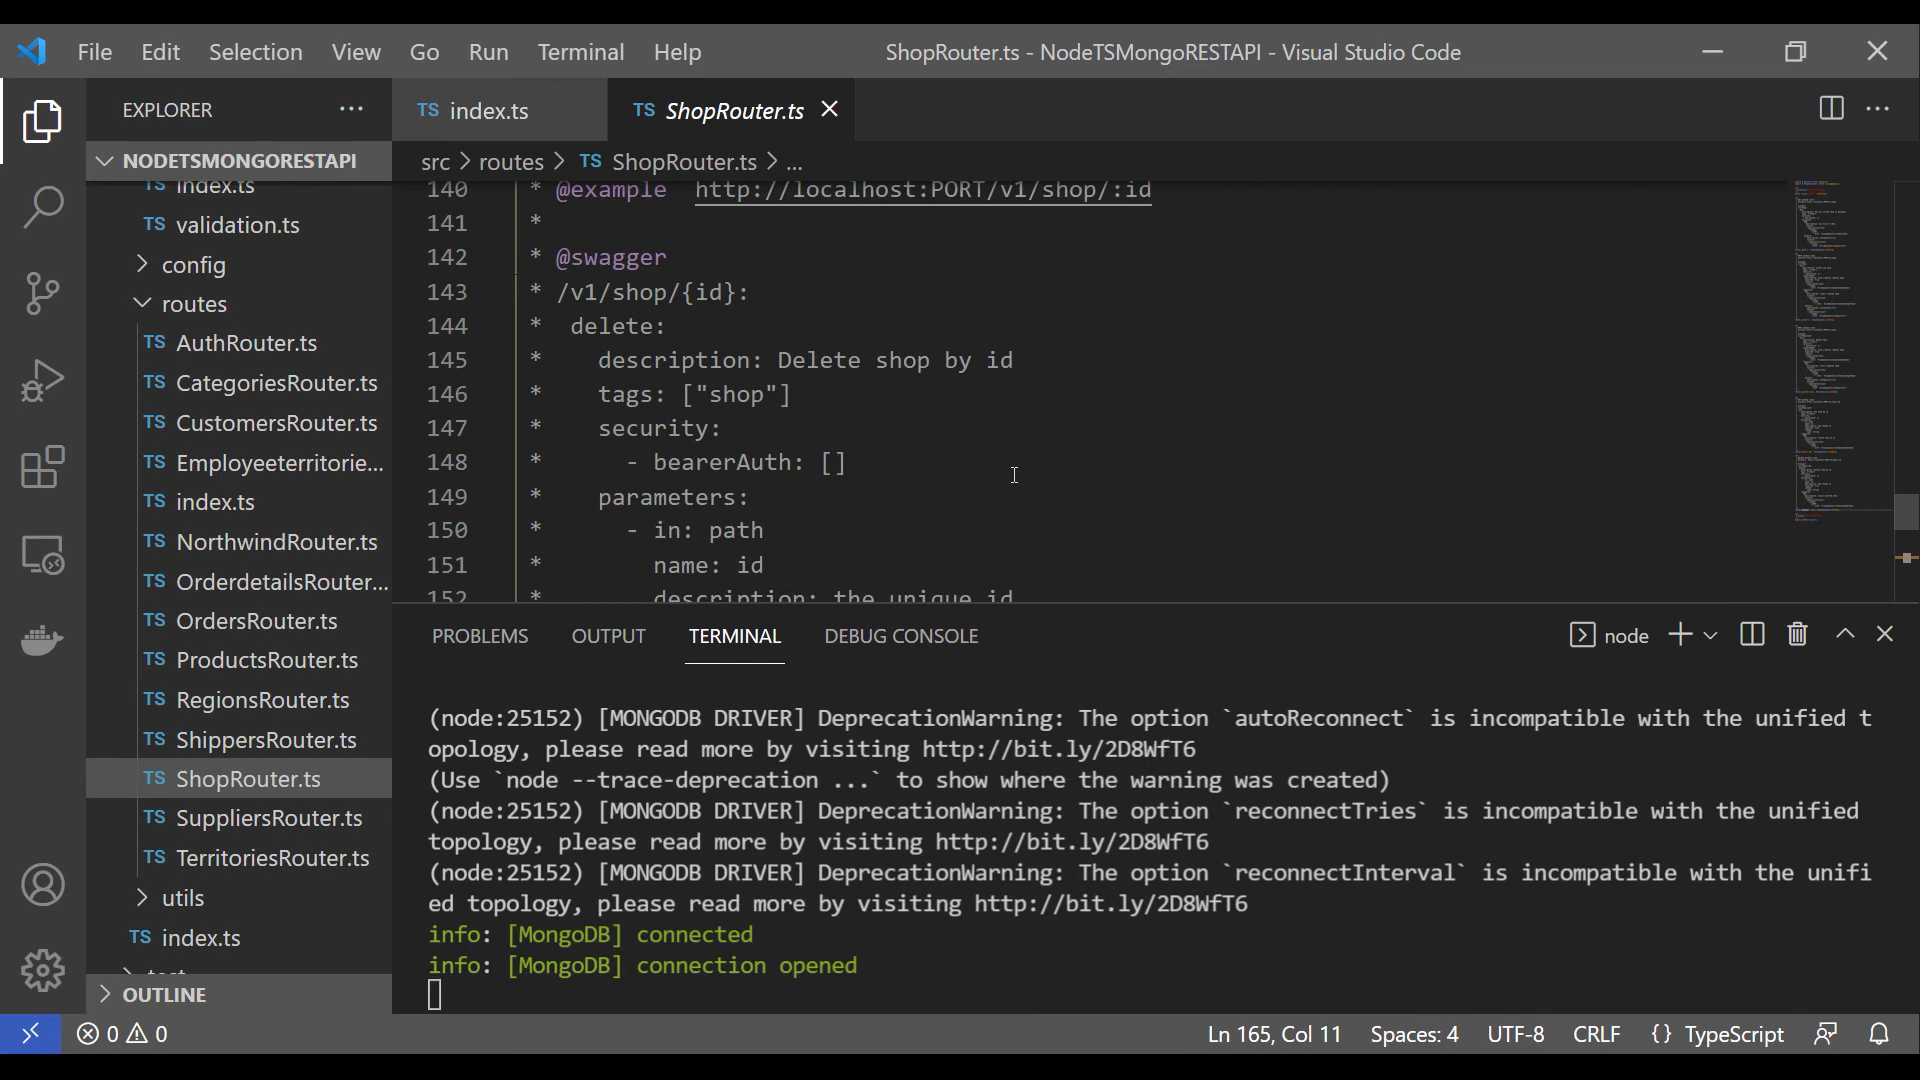 File Edit Selection View Go Run Terminal Help ShopRouter.ts - NodeTSMongoRESTAPI - Visual Studio Code
EXPLORER
TS index.ts
TS ShopRouter.ts
NODETSMONGORESTAPI
src > routes > TS ShopRouter.ts > ...
TS index.ts
TS validation.ts
config
routes
TS AuthRouter.ts
TS CategoriesRouter.ts
TS CustomersRouter.ts
TS Employeeterritorie...
TS index.ts
TS NorthwindRouter.ts
TS OrderdetailsRouter...
TS OrdersRouter.ts
TS ProductsRouter.ts
TS RegionsRouter.ts
TS ShippersRouter.ts
TS ShopRouter.ts
TS SuppliersRouter.ts
TS TerritoriesRouter.ts
utils
TS index.ts
test
OUTLINE
140 * @example http://localhost:PORT/v1/shop/:id
141 *
142 * @swagger
143 * /v1/shop/{id}:
144 * delete:
145 * description: Delete shop by id
146 * tags: ["shop"]
147 * security:
148 * - bearerAuth: []
149 * parameters:
150 * - in: path
151 * name: id
152 * description: the unique id
PROBLEMS OUTPUT TERMINAL DEBUG CONSOLE node
(node:25152) [MONGODB DRIVER] DeprecationWarning: The option `autoReconnect` is incompatible with the unified t
opology, please read more by visiting http://bit.ly/2D8WfT6
(Use `node --trace-deprecation ...` to show where the warning was created)
(node:25152) [MONGODB DRIVER] DeprecationWarning: The option `reconnectTries` is incompatible with the unified
topology, please read more by visiting http://bit.ly/2D8WfT6
(node:25152) [MONGODB DRIVER] DeprecationWarning: The option `reconnectInterval` is incompatible with the unifi
ed topology, please read more by visiting http://bit.ly/2D8WfT6
info: [MongoDB] connected
info: [MongoDB] connection opened
0 0 Ln 165, Col 11 Spaces: 4 UTF-8 CRLF {} TypeScript